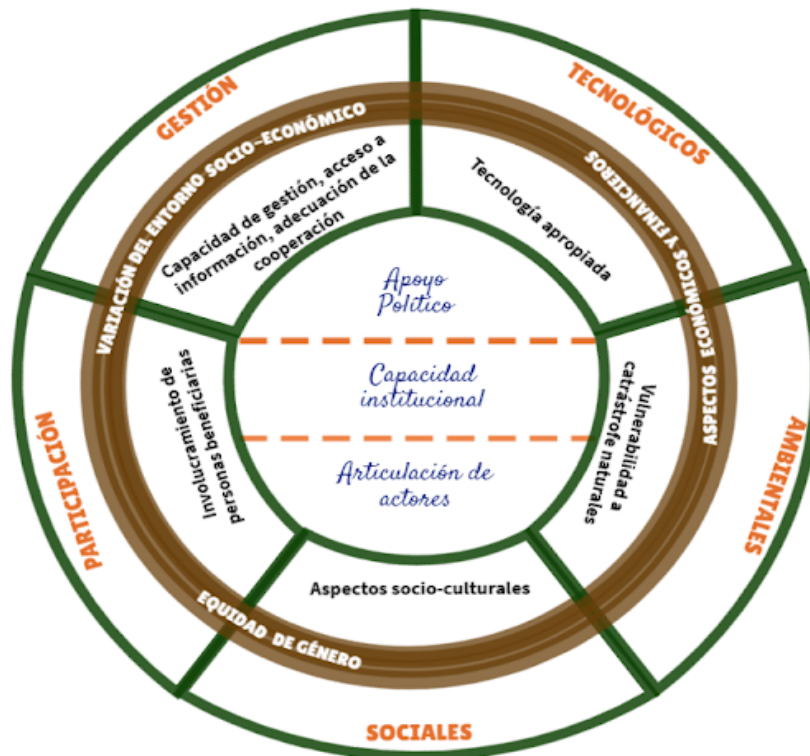 GESTIÓN
TECNOLÓGICOS
VARIACIÓN DEL ENTORNO SOCIO-ECONÓMICO
ASPECTOS ECONÓMICOS Y FINANCIEROS
Capacidad de gestión, acceso a
información, adecuación de la
cooperación
Tecnología apropiada
Apoyo
Político
Capacidad
institucional
Articulación de
actores
Involucramiento de
personas beneficiarias
Vulnerabilidad a
catrástrofe naturales
PARTICIPACIÓN
AMBIENTALES
Aspectos socio-culturales
EQUIDAD DE GÉNERO
SOCIALES